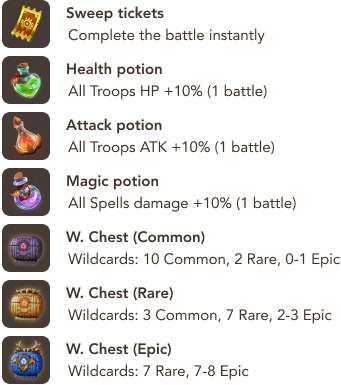 Sweep tickets
Complete the battle instantly
Health potion
All Troops HP +10% (1 battle)
Attack potion
All Troops ATK +10% (1 battle)
Magic potion
All Spells damage +10% (1 battle)
W. Chest (Common)
Wildcards: 10 Common, 2 Rare, 0-1 Epic
W. Chest (Rare)
Wildcards: 3 Common, 7 Rare, 2-3 Epic
W. Chest (Epic)
Wildcards: 7 Rare, 7-8 Epic